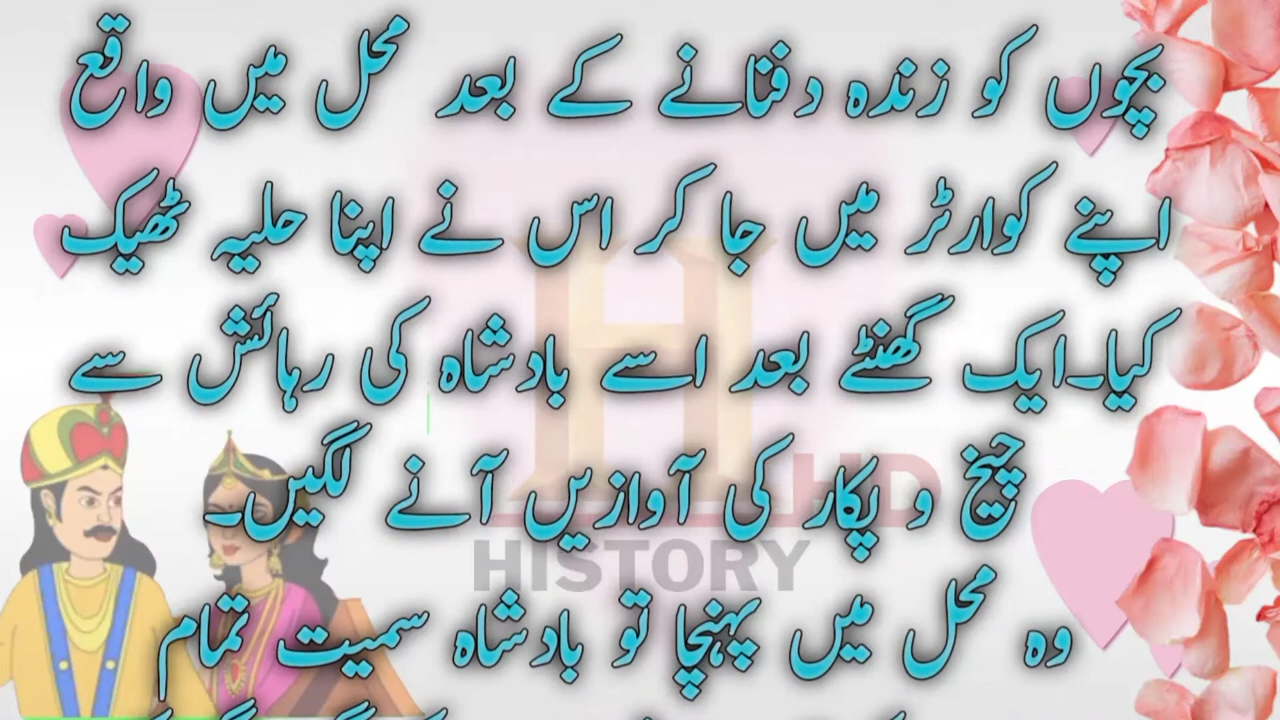 بچوں کو زندہ دفنانے کے بعد محل میں واقع
اپنے کوارٹر میں جا کر اس نے اپنا حلیہ ٹھیک
کیا۔ایک گھنٹے بعد اسے بادشاہ کی رہائش سے
چیخ و پکار کی آوازیں آنے لگیں۔
وہ محل میں پہنچا تو بادشاہ سمیت تمام
H HD
HISTORY